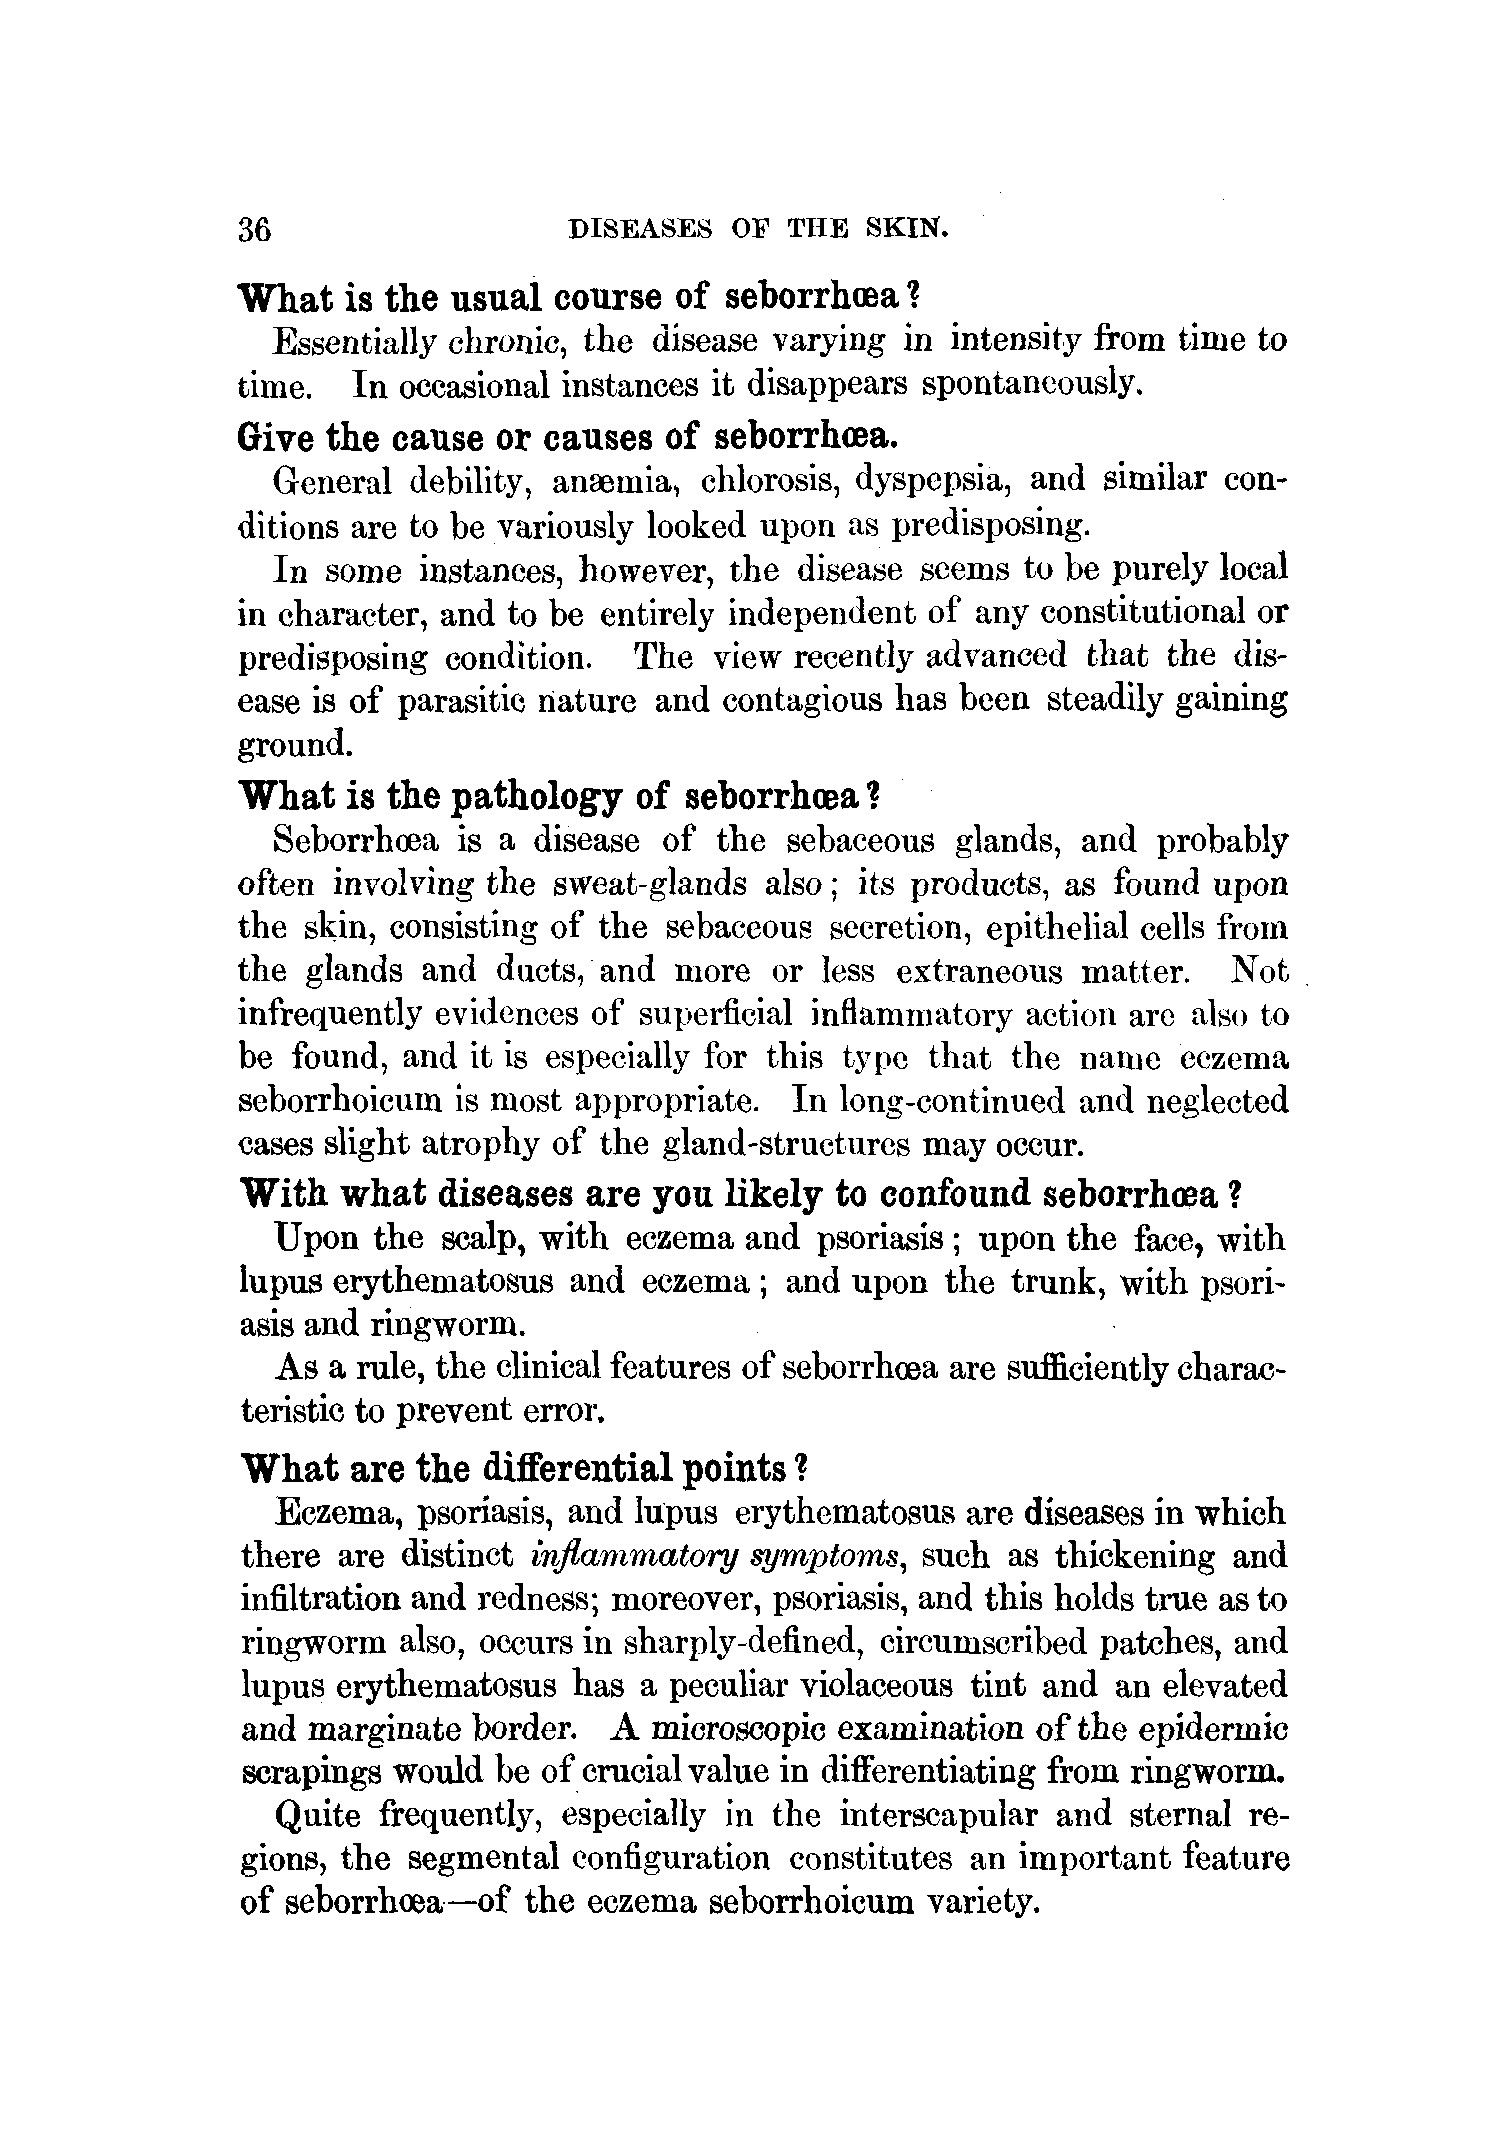 36 DISEASES OF THE SKIN.
What is the usual course of seborrhœa?
Essentially chronic, the disease varying in intensity from time to
time. In occasional instances it disappears spontaneously.
Give the cause or causes of seborrhœa.
General debility, anæmia, chlorosis, dyspepsia, and similar con-
ditions are to be variously looked upon as predisposing.
In some instances, however, the disease seems to be purely local
in character, and to be entirely independent of any constitutional or
predisposing condition. The view recently advanced that the dis-
ease is of parasitic nature and contagious has been steadily gaining
ground.
What is the pathology of seborrhœa?
Seborrhœa is a disease of the sebaceous glands, and probably
often involving the sweat-glands also; its products, as found upon
the skin, consisting of the sebaceous secretion, epithelial cells from
the glands and ducts, and more or less extraneous matter. Not
infrequently evidences of superficial inflammatory action are also to
be found, and it is especially for this type that the name eczema
seborrhoicum is most appropriate. In long-continued and neglected
cases slight atrophy of the gland-structures may occur.
With what diseases are you likely to confound seborrhœa?
Upon the scalp, with eczema and psoriasis; upon the face, with
lupus erythematosus and eczema; and upon the trunk, with psori-
asis and ringworm.
As a rule, the clinical features of seborrhœa are sufficiently charac-
teristic to prevent error.
What are the differential points?
Eczema, psoriasis, and lupus erythematosus are diseases in which
there are distinct inflammatory symptoms, such as thickening and
infiltration and redness; moreover, psoriasis, and this holds true as to
ringworm also, occurs in sharply-defined, circumscribed patches, and
lupus erythematosus has a peculiar violaceous tint and an elevated
and marginate border. A microscopic examination of the epidermic
scrapings would be of crucial value in differentiating from ringworm.
Quite frequently, especially in the interscapular and sternal re-
gions, the segmental configuration constitutes an important feature
of seborrhœa—of the eczema seborrhoicum variety.